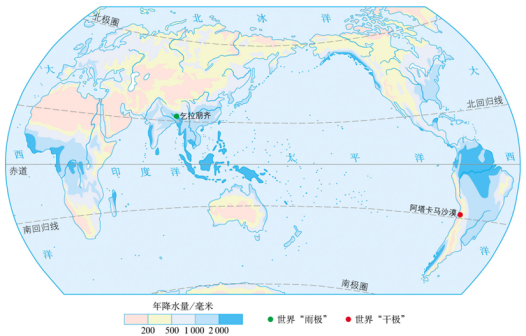 北极圈
北 冰 洋
大
大
北回归线
乞拉朋齐
西
赤道
印 度 洋
太 平 洋
西
阿塔卡马沙漠
南回归线
洋
洋
南极圈
年降水量/毫米
200 500 1 000 2 000
世界“雨极”
世界“干极”